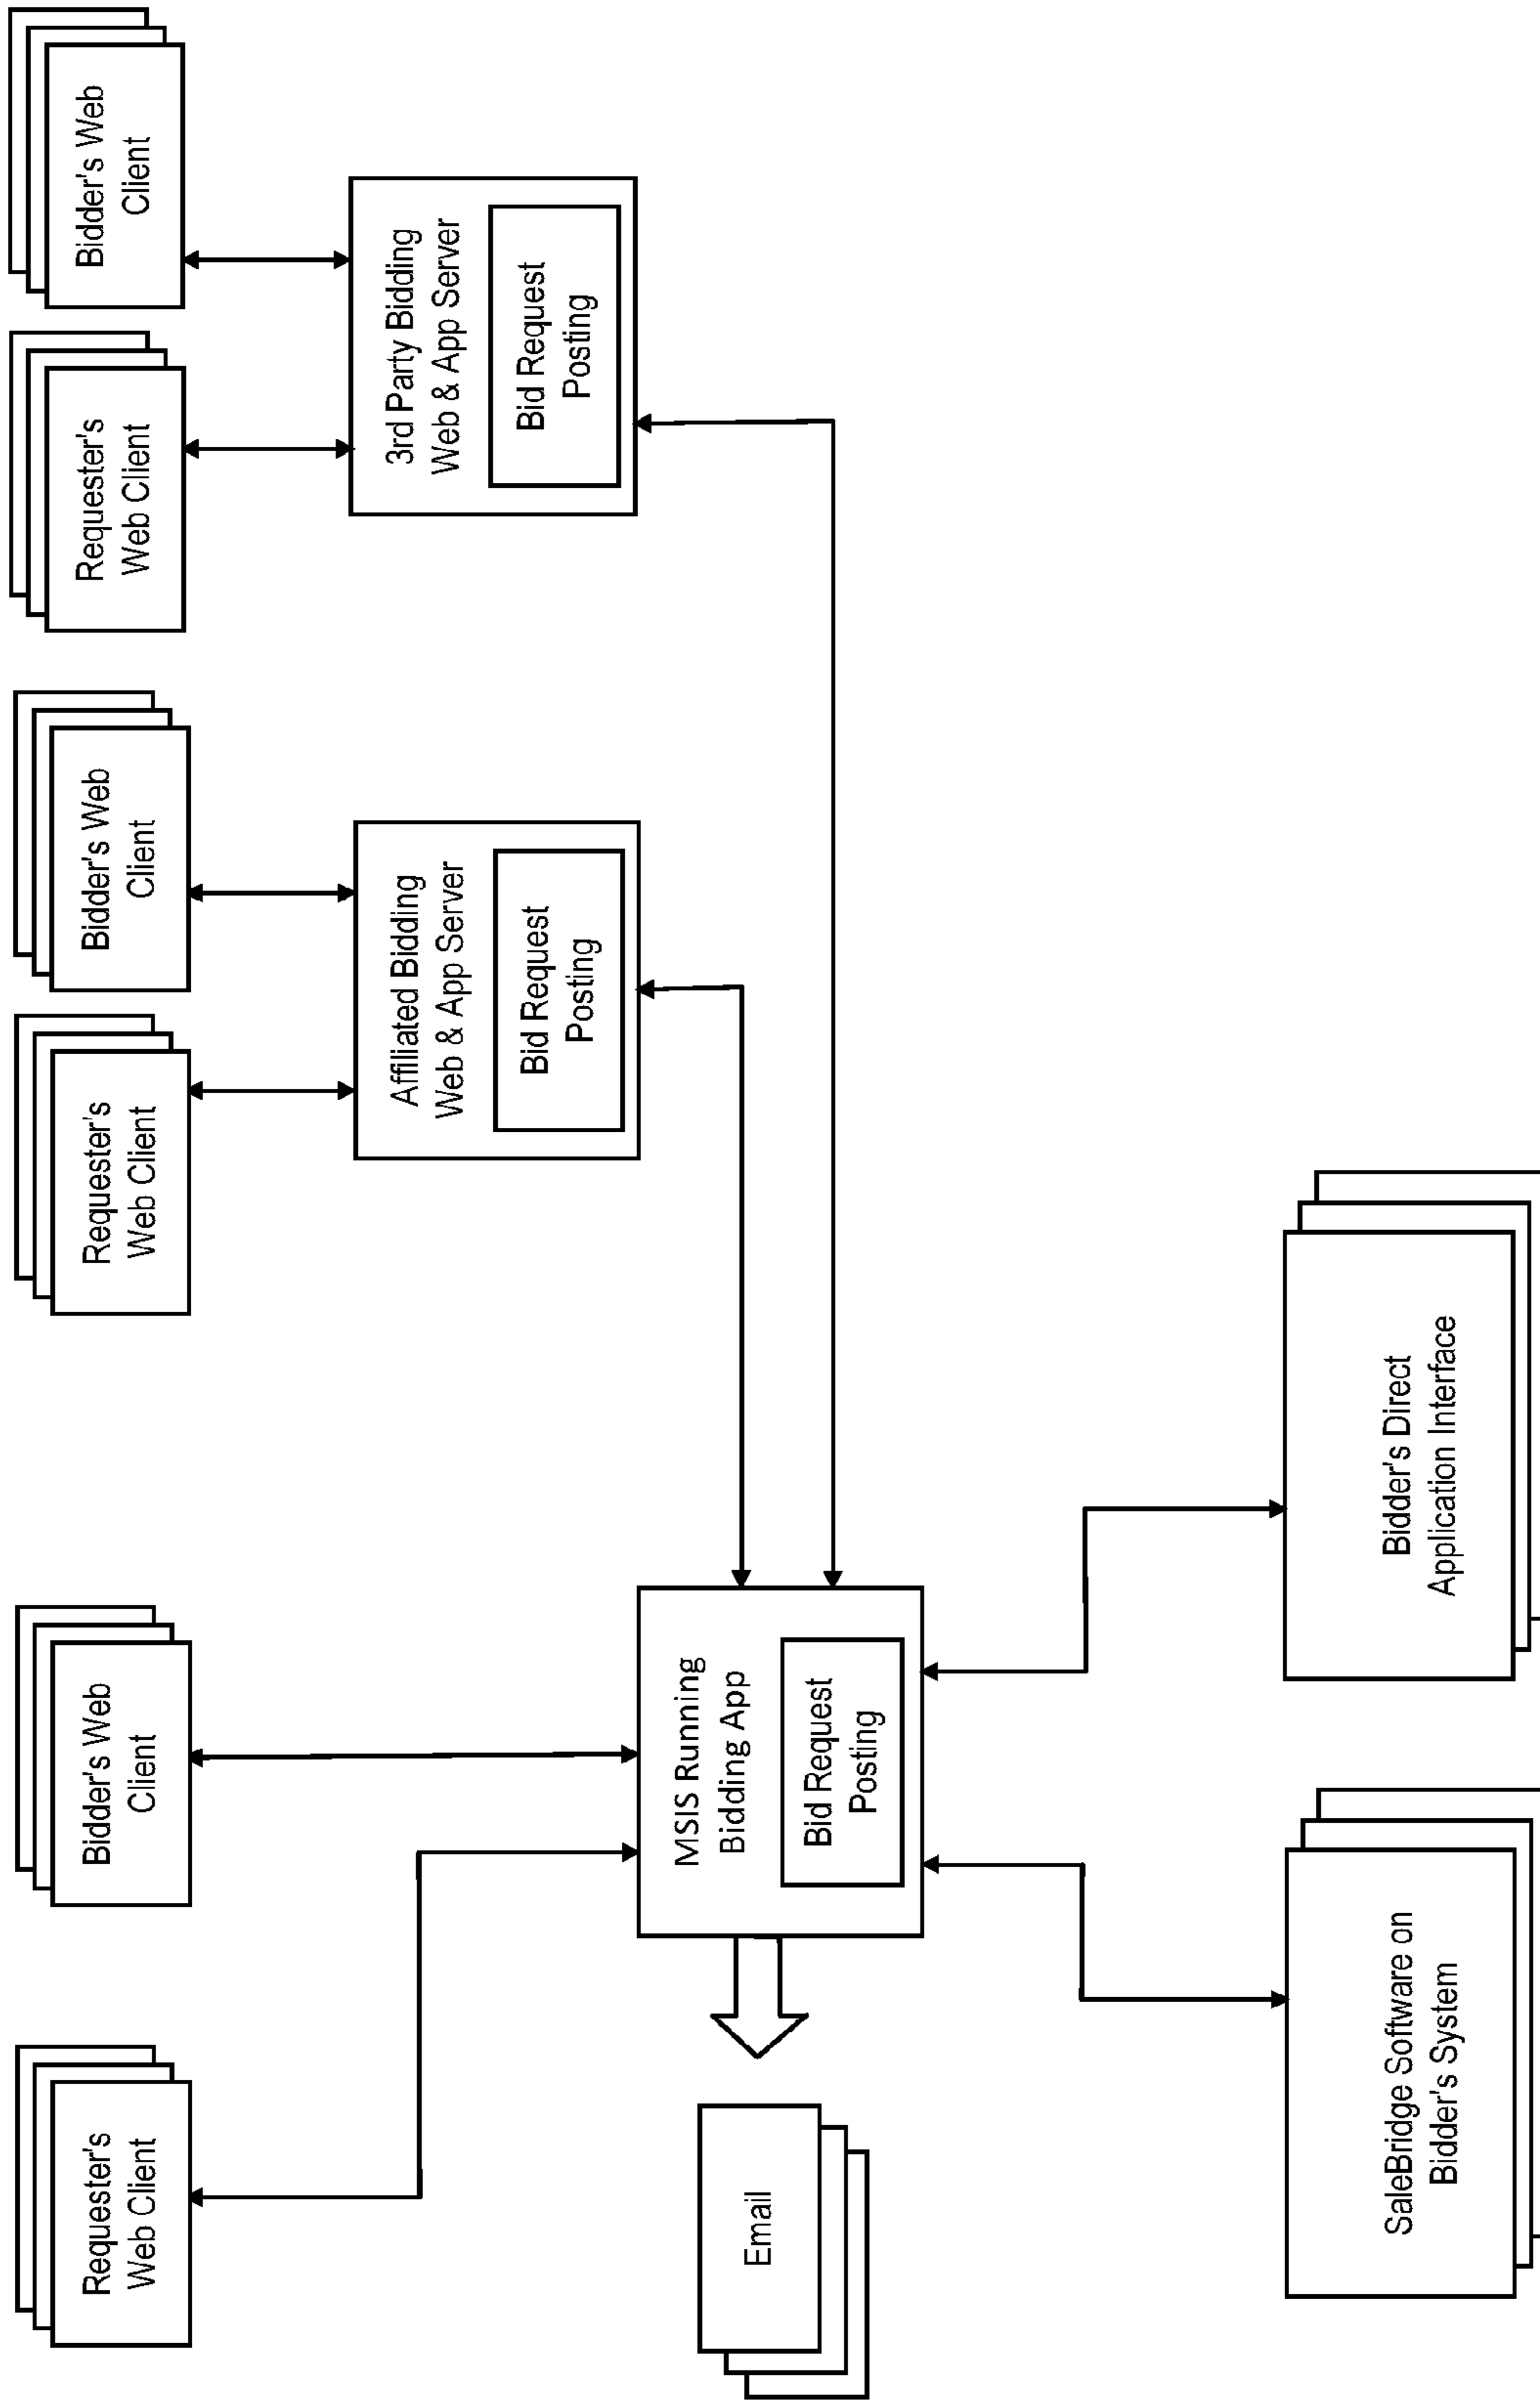 Requester's
Web Client
Bidder's Web
Client
Requester's
Web Client
Bidder's Web
Client
Requester's
Web Client
Bidder's Web
Client
Affiliated Bidding
Web & App Server
Bid Request
Posting
3rd Party Bidding
Web & App Server
Bid Request
Posting
Email
MSIS Running
Bidding App
Bid Request
Posting
SaleBridge Software on
Bidder's System
Bidder's Direct
Application Interface